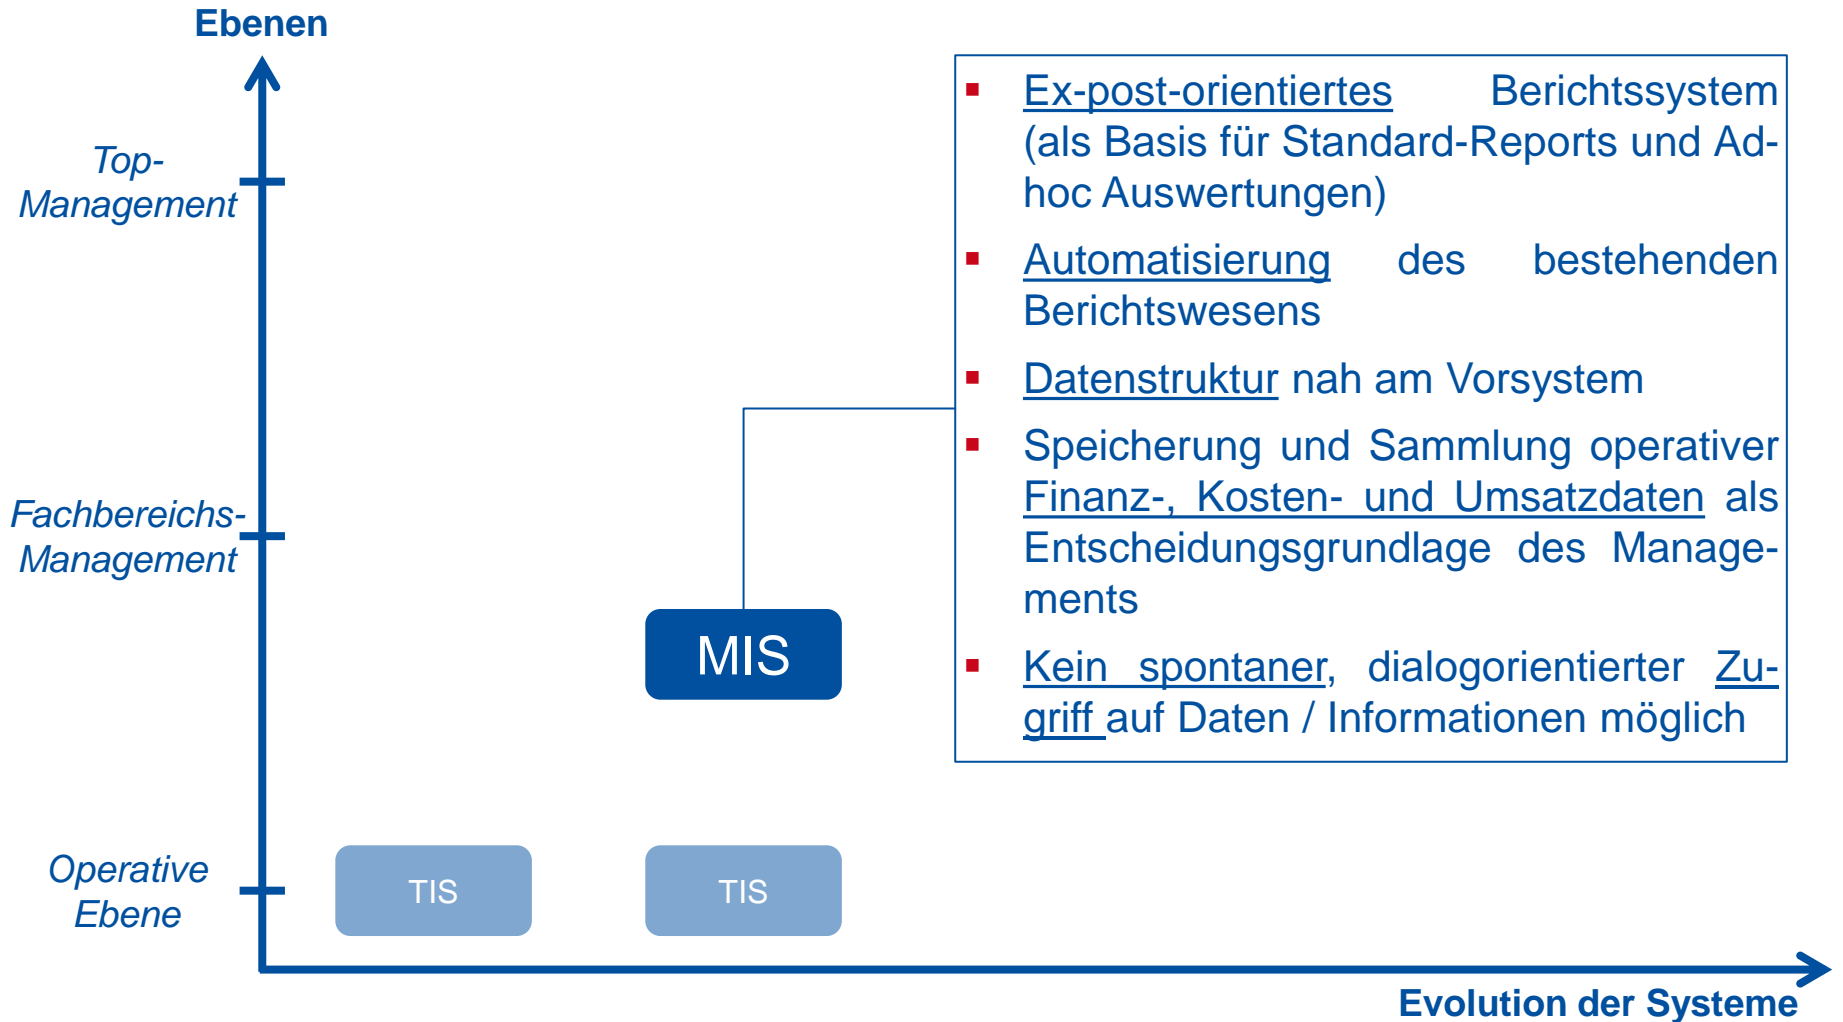 Ebenen
Top-
Management
Fachbereichs-
Management
Operative
Ebene
▪ Ex-post-orientiertes Berichtssystem
(als Basis für Standard-Reports und Ad-
hoc Auswertungen)
▪ Automatisierung des bestehenden
Berichtswesens
▪ Datenstruktur nah am Vorsystem
▪ Speicherung und Sammlung operativer
Finanz-, Kosten- und Umsatzdaten als
Entscheidungsgrundlage des Manage-
ments
▪ Kein spontaner, dialogorientierter Zu-
griff auf Daten / Informationen möglich
MIS
TIS
TIS
Evolution der Systeme